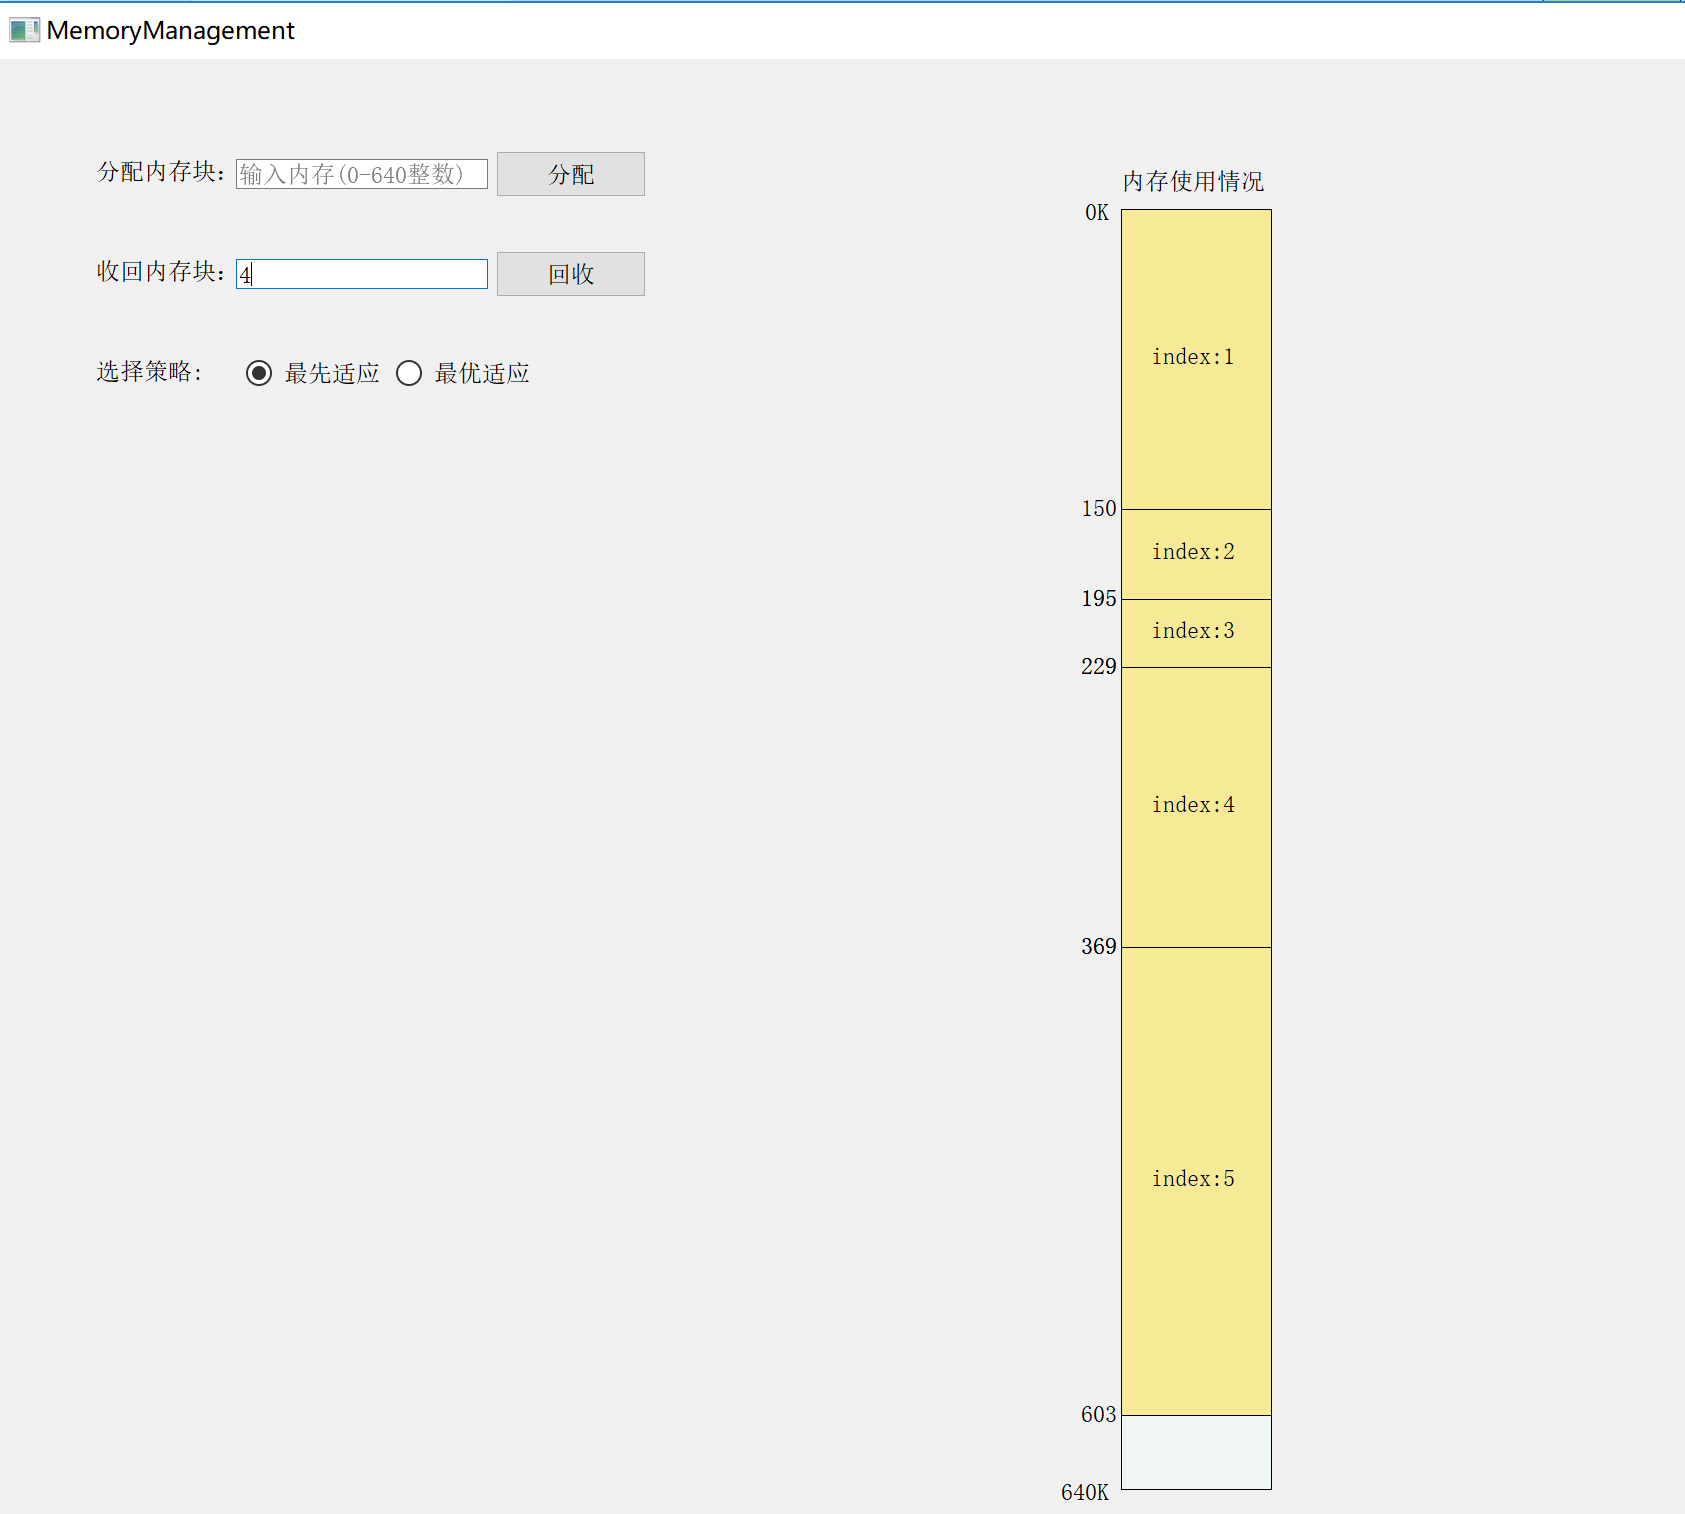 MemoryManagement
分配内存块：
输入内存(0-640整数)
分配
收回内存块：
4
回收
选择策略：
最先适应
最优适应
内存使用情况
0K
index:1
150
index:2
195
index:3
229
index:4
369
index:5
603
640K